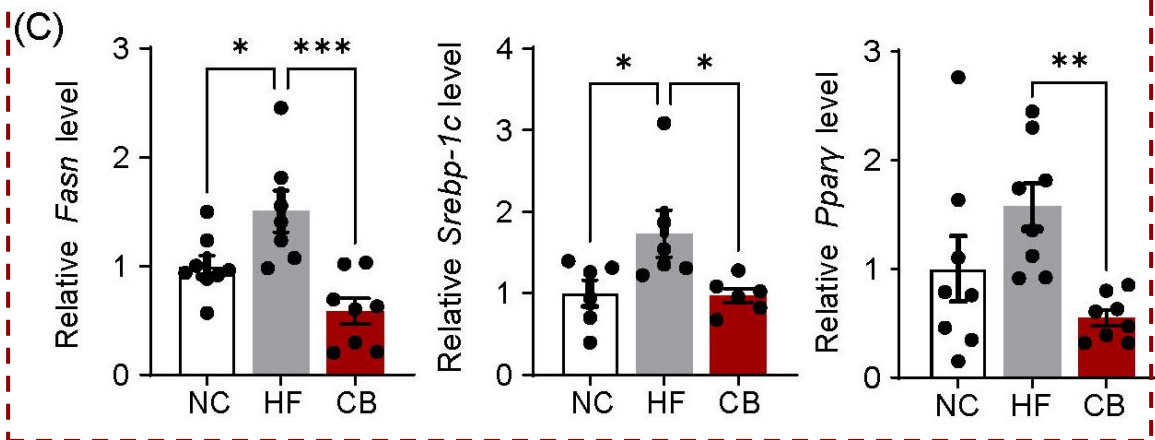 (C)
Relative Fasn level
3
2
1
0
* ***
NC HF CB
Relative Srebp-1c level
4
3
2
1
0
* *
NC HF CB
Relative Pparγ level
3
2
1
0
**
NC HF CB